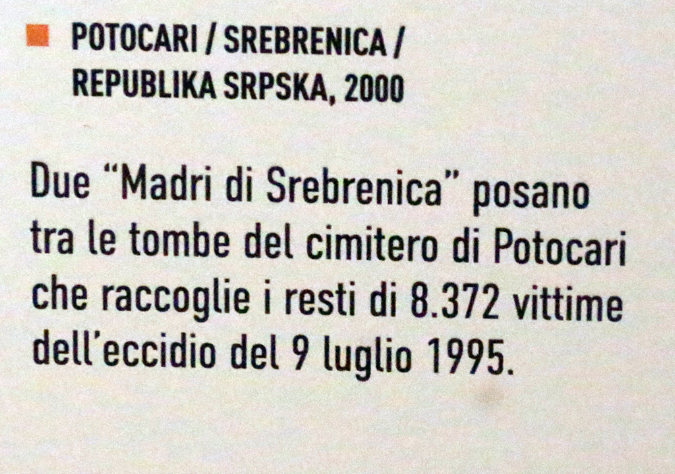 POTOCARI / SREBRENICA /
REPUBLIKA SRPSKA, 2000
Due “Madri di Srebrenica” posano
tra le tombe del cimitero di Potocari
che raccoglie i resti di 8.372 vittime
dell'eccidio del 9 luglio 1995.